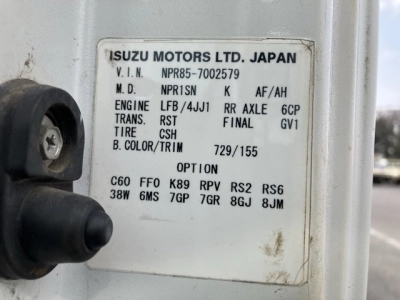 ISUZU MOTORS LTD. JAPAN
V.I.N. NPR85-7002579
M.D. NPR1SN K AF/AH
ENGINE LFB/4JJ1 RR AXLE 6CP
TRANS. RST FINAL GV1
TIRE CSH
B.COLOR/TRIM 729/155
OPTION
C60 FF0 K89 RPV RS2 RS6
38W 6MS 7GP 7GR 8GJ 8JM